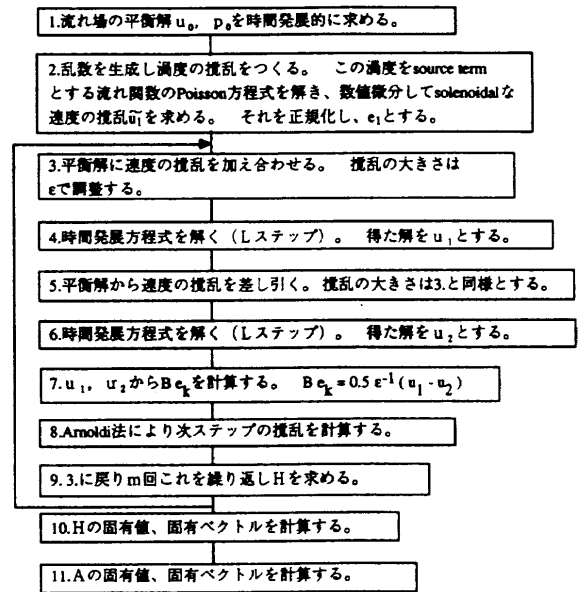 1.流れ場の平衡解 u₀, p₀を時間発展的に求める。
2.乱数を生成し渦度の擾乱をつくる。 この渦度をsource term
とする流れ関数のPoisson方程式を解き、数値微分してsolenoidalな
速度の擾乱ũ₁を求める。 それを正規化し、e₁とする。
3.平衡解に速度の擾乱を加え合わせる。 擾乱の大きさは
εで調整する。
4.時間発展方程式を解く(Lステップ)。 得た解を u₁とする。
5.平衡解から速度の擾乱を差し引く。 擾乱の大きさは3.と同様とする。
6.時間発展方程式を解く(Lステップ)。 得た解を u₂とする。
7. u₁, u₂からB eₖを計算する。 B eₖ = 0.5 ε⁻¹ ( u₁ - u₂ )
8.Arnoldi法により次ステップの擾乱を計算する。
9. 3.に戻りm回これを繰り返しHを求める。
10.Hの固有値、固有ベクトルを計算する。
11.Aの固有値、固有ベクトルを計算する。